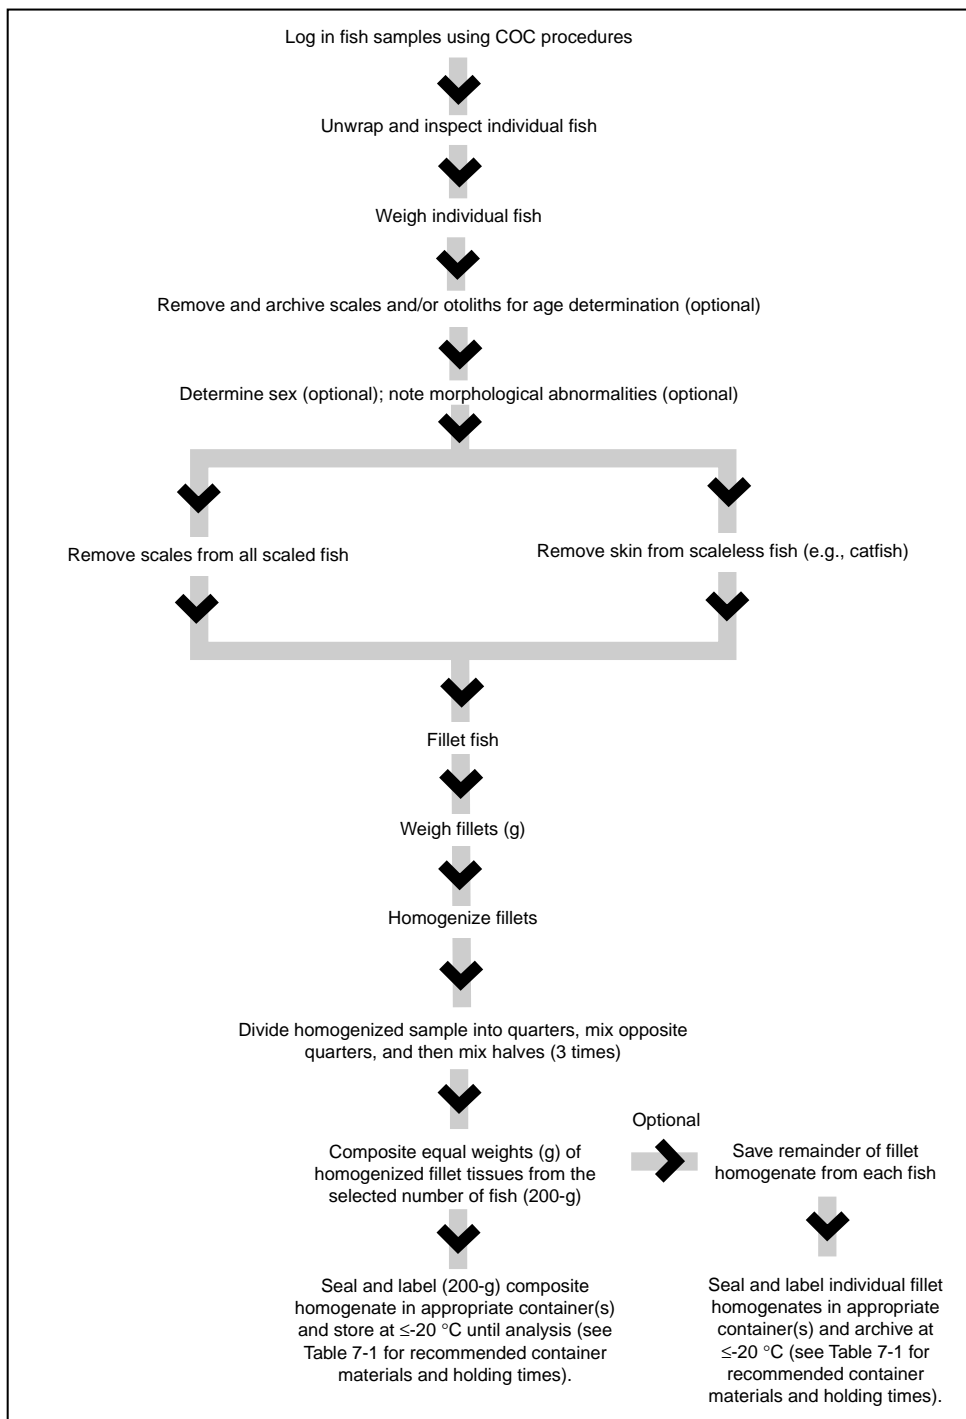 Log in fish samples using COC procedures
Unwrap and inspect individual fish
Weigh individual fish
Remove and archive scales and/or otoliths for age determination (optional)
Determine sex (optional); note morphological abnormalities (optional)
Remove scales from all scaled fish
Remove skin from scaleless fish (e.g., catfish)
Fillet fish
Weigh fillets (g)
Homogenize fillets
Divide homogenized sample into quarters, mix opposite
quarters, and then mix halves (3 times)
Composite equal weights (g) of
homogenized fillet tissues from the
selected number of fish (200-g)
Optional
Save remainder of fillet
homogenate from each fish
Seal and label (200-g) composite
homogenate in appropriate container(s)
and store at ≤-20 °C until analysis (see
Table 7-1 for recommended container
materials and holding times).
Seal and label individual fillet
homogenates in appropriate
container(s) and archive at
≤-20 °C (see Table 7-1 for
recommended container
materials and holding times).